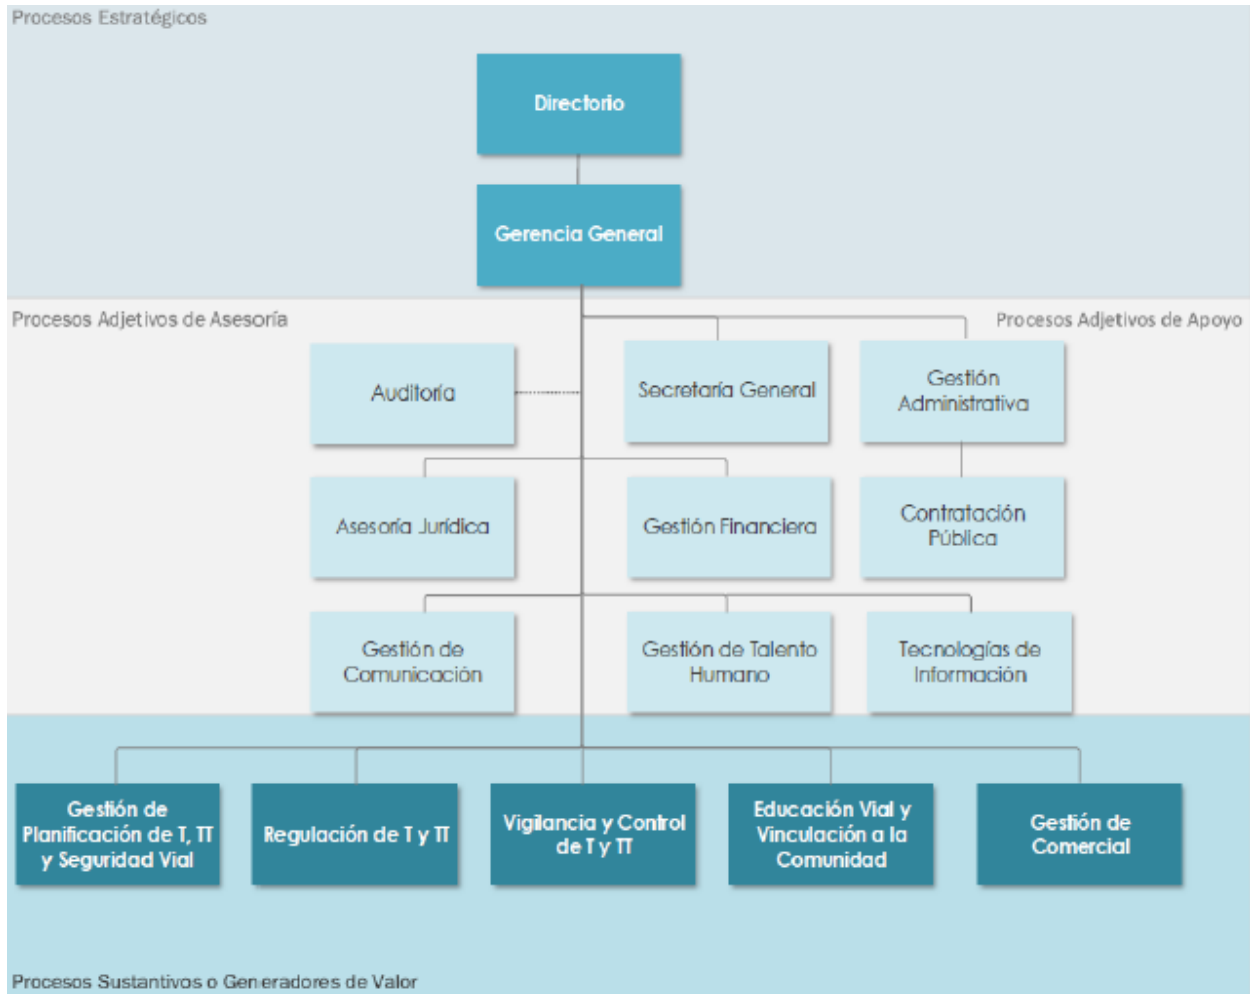 Procesos Estratégicos
Directorio
Gerencia General
Procesos Adjetivos de Asesoría
Procesos Adjetivos de Apoyo
Auditoría
Secretaría General
Gestión
Administrativa
Asesoría Jurídica
Gestión Financiera
Contratación
Pública
Gestión de
Comunicación
Gestión de Talento
Humano
Tecnologías de
Información
Gestión de
Planificación de T, TT
y Seguridad Vial
Regulación de T y TT
Vigilancia y Control
de T y TT
Educación Vial y
Vinculación a la
Comunidad
Gestión de
Comercial
Procesos Sustantivos o Generadores de Valor